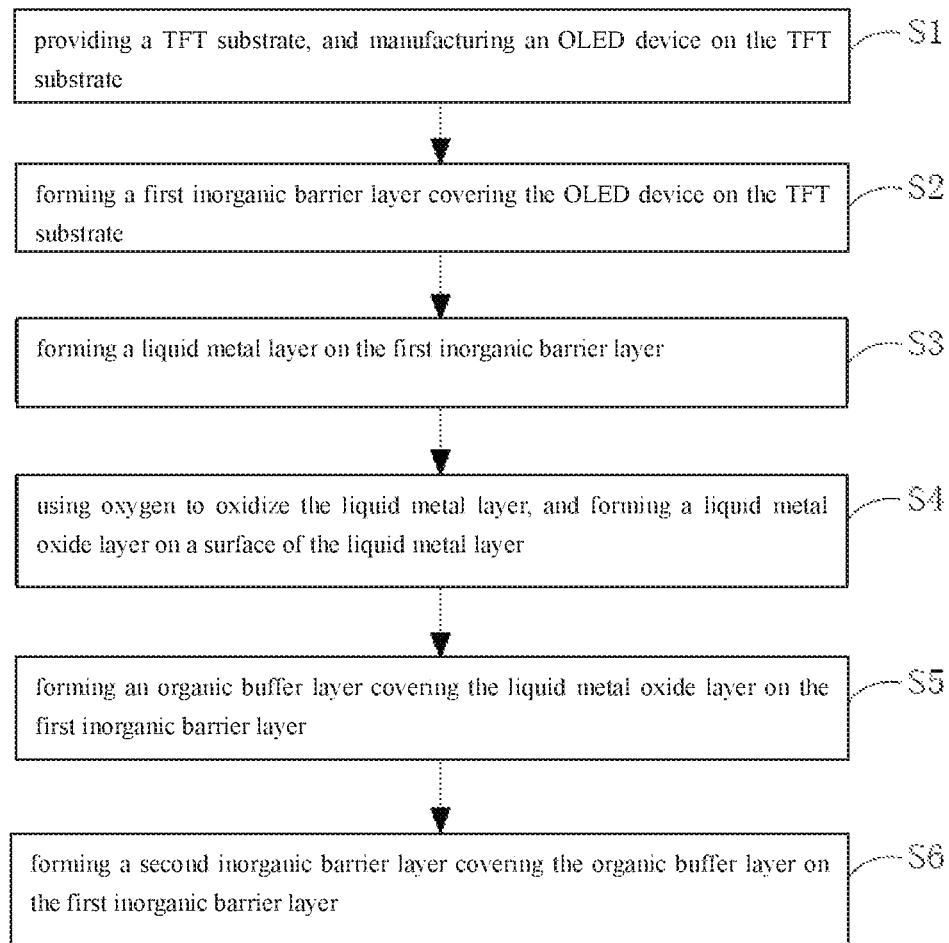 providing a TFT substrate, and manufacturing an OLED device on the TFT
substrate
S1
forming a first inorganic barrier layer covering the OLED device on the TFT
substrate
S2
forming a liquid metal layer on the first inorganic barrier layer
S3
using oxygen to oxidize the liquid metal layer, and forming a liquid metal
oxide layer on a surface of the liquid metal layer
S4
forming an organic buffer layer covering the liquid metal oxide layer on the
first inorganic barrier layer
S5
forming a second inorganic barrier layer covering the organic buffer layer on
the first inorganic barrier layer
S6